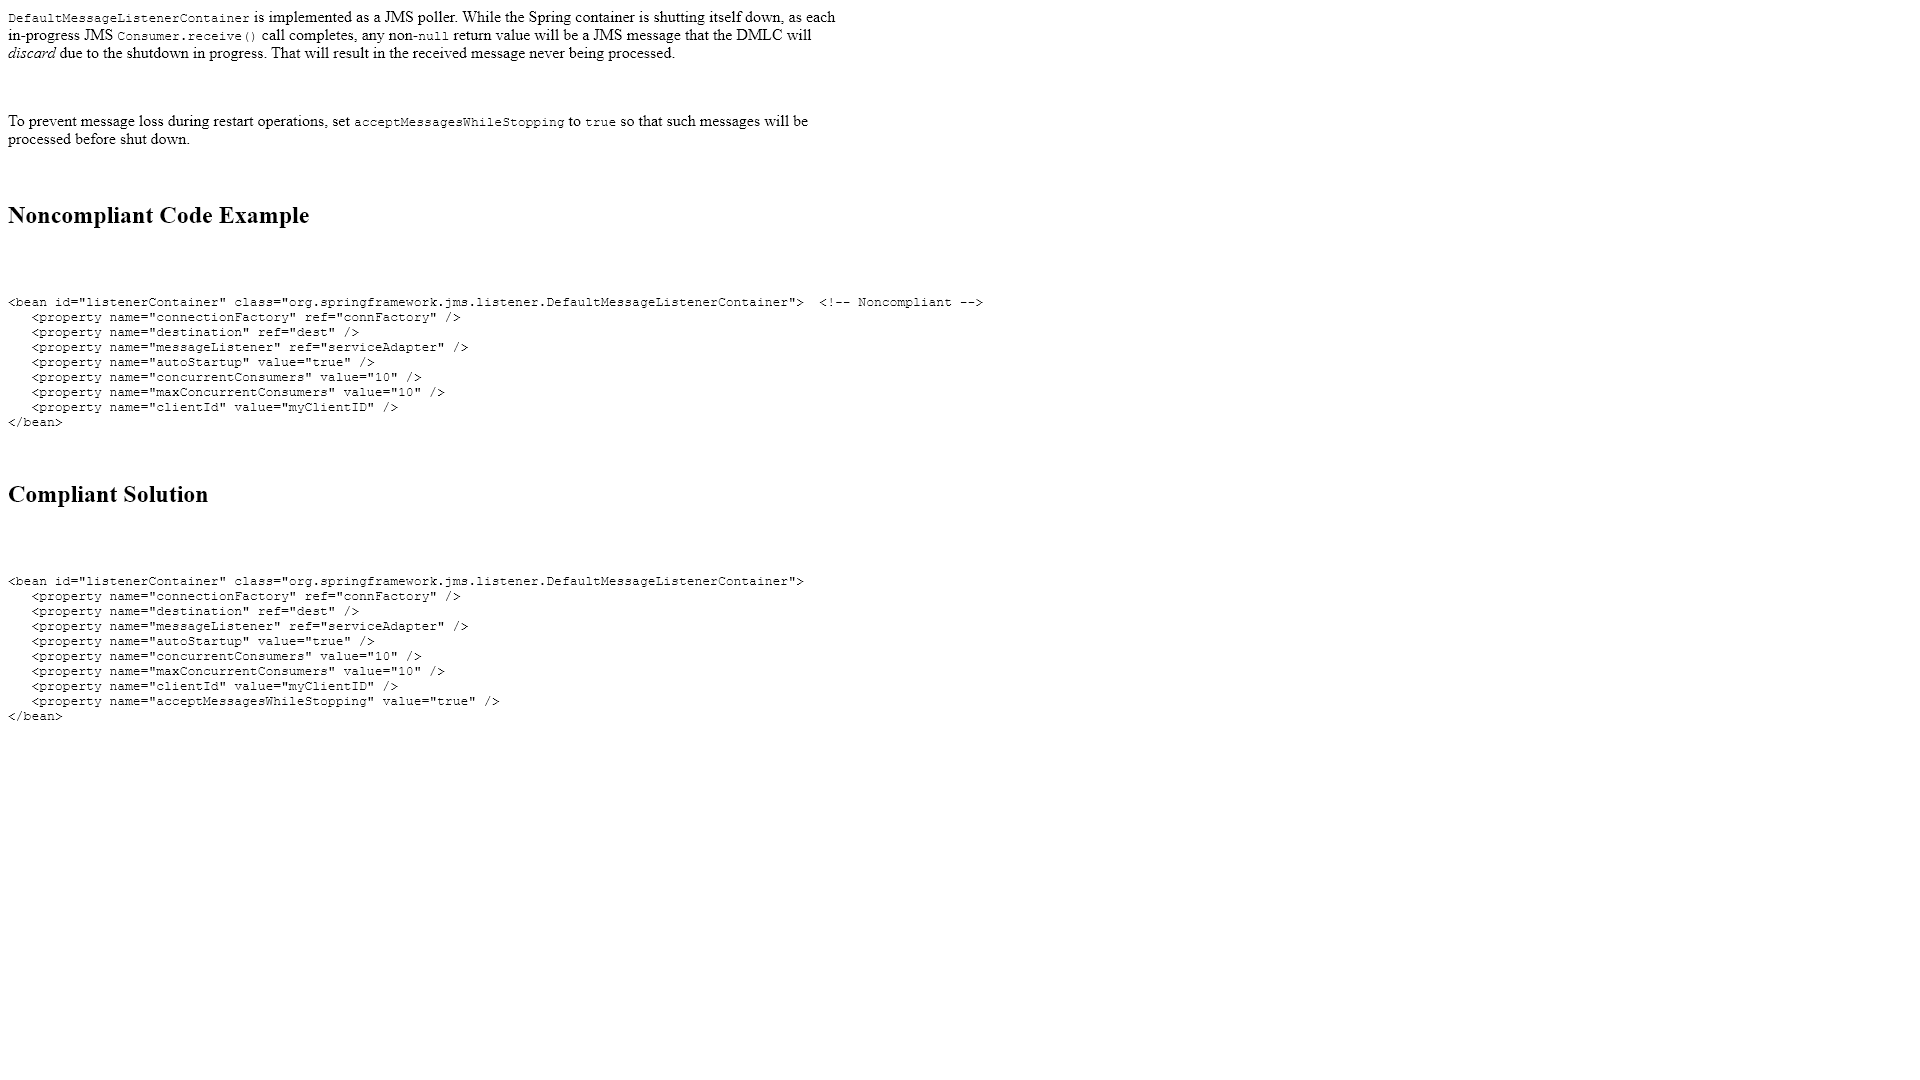 DefaultMessageListenerContainer is implemented as a JMS poller. While the Spring container is shutting itself down, as each
in-progress JMS Consumer.receive() call completes, any non-null return value will be a JMS message that the DMLC will
discard due to the shutdown in progress. That will result in the received message never being processed.
To prevent message loss during restart operations, set acceptMessagesWhileStopping to true so that such messages will be
processed before shut down.
Noncompliant Code Example
<bean id="listenerContainer" class="org.springframework.jms.listener.DefaultMessageListenerContainer">  <!-- Noncompliant -->
   <property name="connectionFactory" ref="connFactory" />
   <property name="destination" ref="dest" />
   <property name="messageListener" ref="serviceAdapter" />
   <property name="autoStartup" value="true" />
   <property name="concurrentConsumers" value="10" />
   <property name="maxConcurrentConsumers" value="10" />
   <property name="clientId" value="myClientID" />
</bean>
Compliant Solution
<bean id="listenerContainer" class="org.springframework.jms.listener.DefaultMessageListenerContainer">
   <property name="connectionFactory" ref="connFactory" />
   <property name="destination" ref="dest" />
   <property name="messageListener" ref="serviceAdapter" />
   <property name="autoStartup" value="true" />
   <property name="concurrentConsumers" value="10" />
   <property name="maxConcurrentConsumers" value="10" />
   <property name="clientId" value="myClientID" />
   <property name="acceptMessagesWhileStopping" value="true" />
</bean>